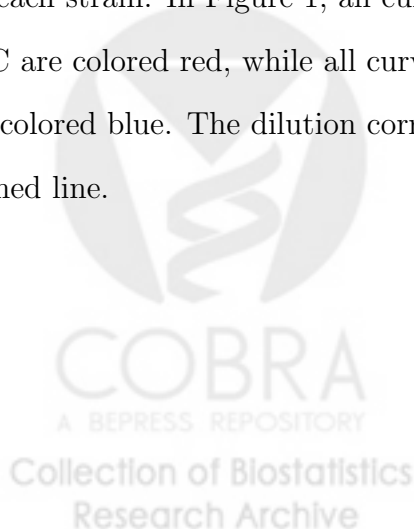 each strain. In Figure 1, all cu
C are colored red, while all curv
colored blue. The dilution corr
ned line.
COBRA
A BEPRESS REPOSITORY
Collection of Biostatistics
Research Archive